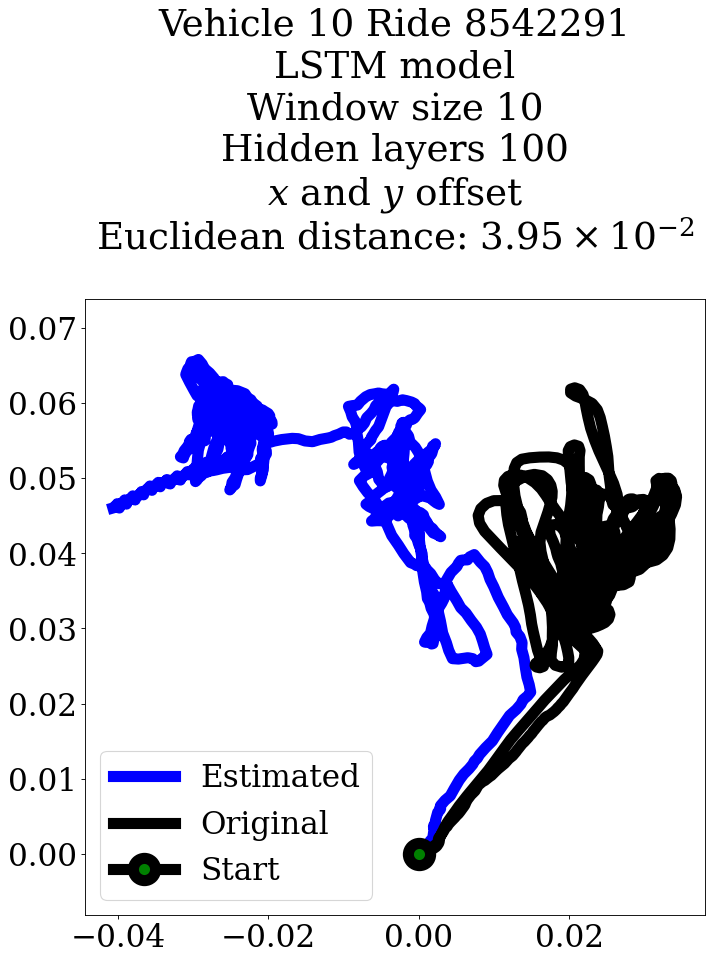 Vehicle 10 Ride 8542291
LSTM model
Window size 10
Hidden layers 100
x and y offset
Euclidean distance: 3.95 × 10⁻²
0.07
0.06
0.05
0.04
0.03
0.02
0.01
0.00
Estimated
Original
Start
−0.04
−0.02
0.00
0.02